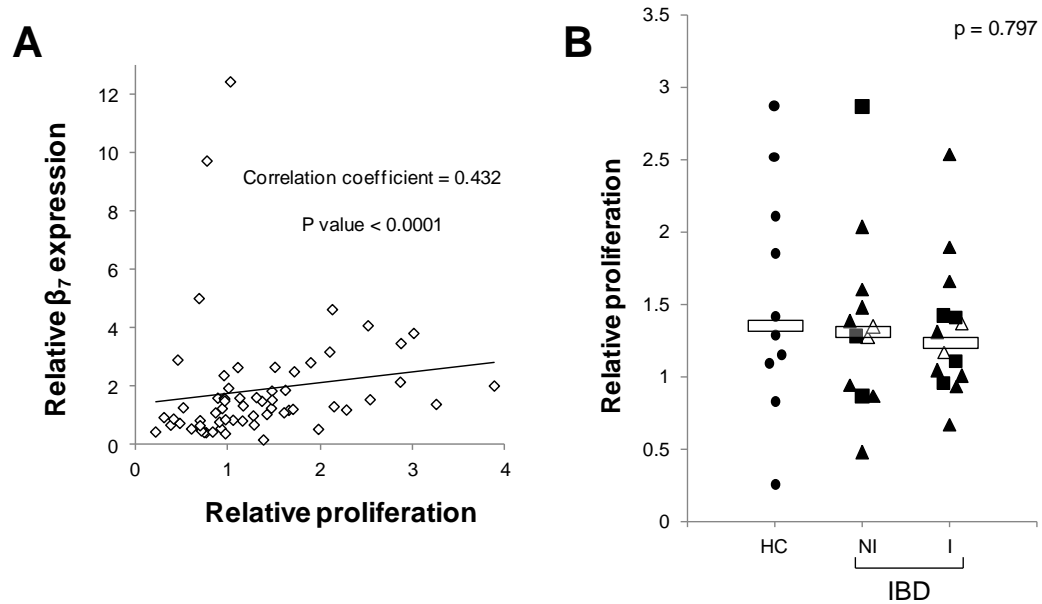 A
Relative β7 expression
12
10
8
6
4
2
0
Correlation coefficient = 0.432
P value < 0.0001
0 1 2 3 4
Relative proliferation
B
p = 0.797
Relative proliferation
3.5
3
2.5
2
1.5
1
0.5
0
HC NI I
IBD